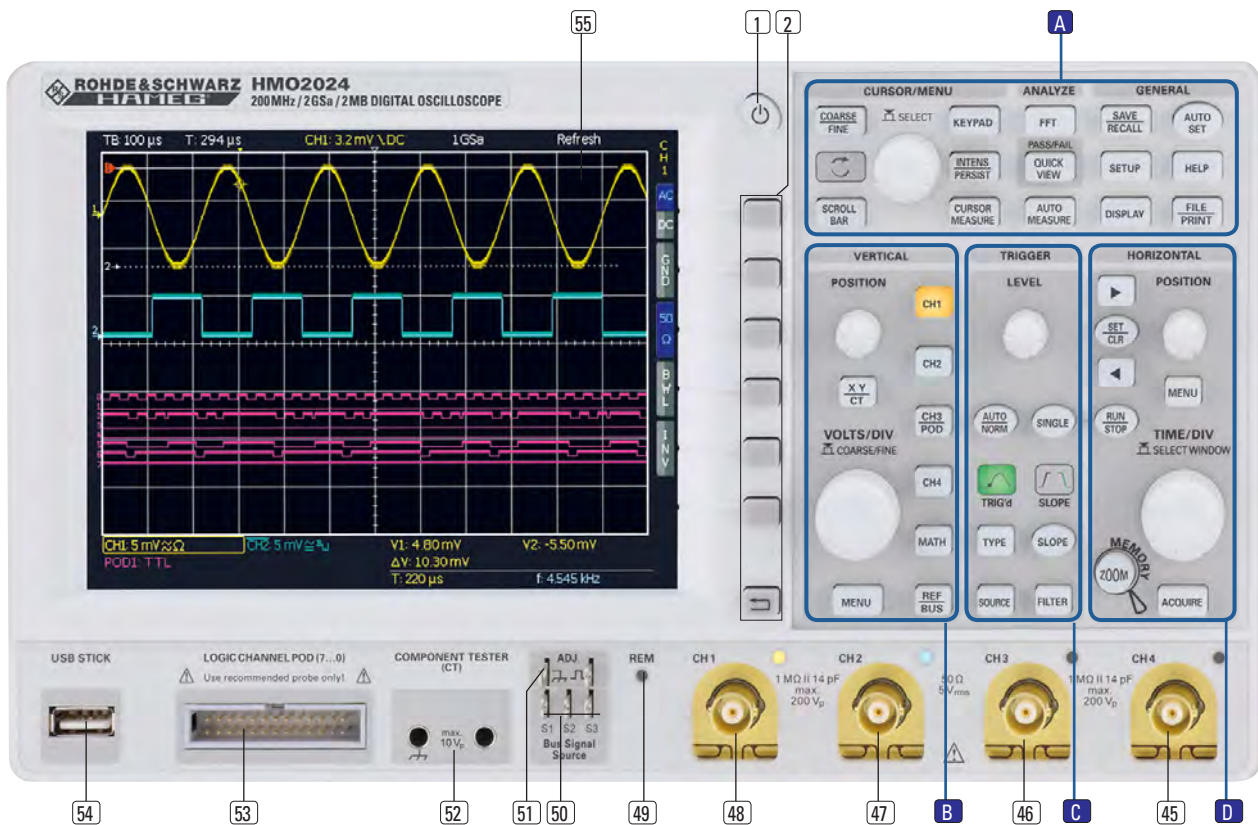 55
1
2
A
ROHDE&SCHWARZ HMO2024
HAMEG
200MHz / 2GSa / 2MB DIGITAL OSCILLOSCOPE
TB: 100 µs T: 294 µs CH1: 3.2 mV DC 1GSa Refresh
CH1
AC
DC
GND
50 Ω
BWL
INV
1
2
2
CH1: 5 mV≂Ω
CH2: 5 mV
V1: 4.80 mV
V2: -5.50 mV
POD1: TTL
ΔV: 10.30 mV
T: 220 µs
f: 4.545 kHz
CURSOR/MENU
ANALYZE
GENERAL
COARSE
FINE
SELECT
KEYPAD
FFT
SAVE
RECALL
AUTO
SET
PASS/FAIL
INTENS
PERSIST
QUICK
VIEW
SETUP
HELP
SCROLL
BAR
CURSOR
MEASURE
AUTO
MEASURE
DISPLAY
FILE
PRINT
VERTICAL
POSITION
CH1
CH2
X Y
CT
CH3
POD
VOLTS/DIV
COARSE/FINE
CH4
MATH
MENU
REF
BUS
TRIGGER
LEVEL
AUTO
NORM
SINGLE
TRIG'd
SLOPE
TYPE
SLOPE
SOURCE
FILTER
HORIZONTAL
POSITION
SET
CLR
MENU
RUN
STOP
TIME/DIV
SELECT WINDOW
MEMORY
ZOOM
ACQUIRE
USB STICK
LOGIC CHANNEL POD (7...0)
Use recommended probe only!
COMPONENT TESTER
(CT)
max.
10 Vp
ADJ
S1 S2 S3
Bus Signal
Source
REM
CH1
1 MΩ II 14 pF
max.
200 Vp
CH2
50 Ω
5 Vrms
CH3
1 MΩ II 14 pF
max.
200 Vp
CH4
54
53
52
51
50
49
48
47
B
46
C
45
D